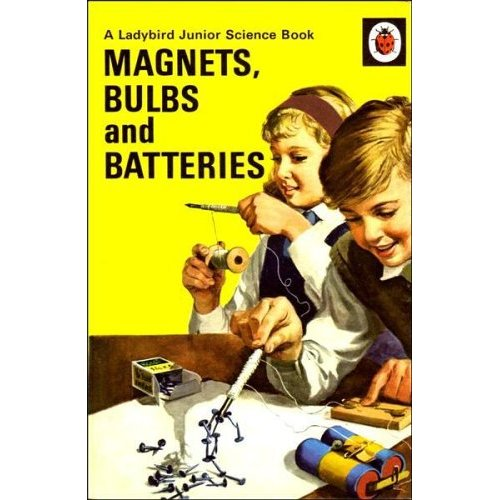 A Ladybird Junior Science Book
MAGNETS,
BULBS
and
BATTERIES